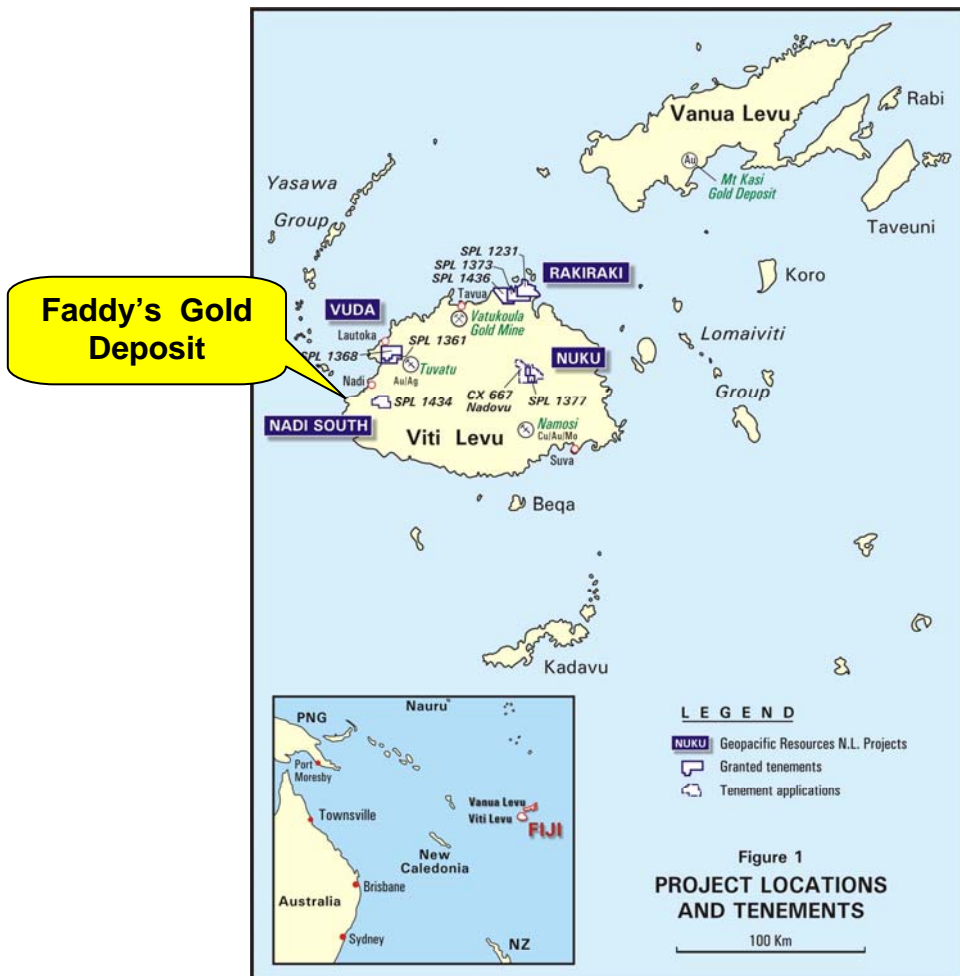 Vanua Levu
Rabi
Au
Mt Kasi
Gold Deposit
Taveuni
Yasawa
Group
Koro
SPL 1231
SPL 1373
SPL 1436
RAKIRAKI
Faddy's Gold
Deposit
VUDA
Tavua
Vatukoula
Gold Mine
Lomaiviti
Group
Lautoka
SPL 1361
SPL 1368
Tuvatu
Au/Ag
NUKU
Nadi
SPL 1434
CX 667
Nadovu
SPL 1377
NADI SOUTH
Viti Levu
Namosi
Cu/Au/Mo
Suva
Beqa
Kadavu
Nauru
PNG
Port
Moresby
Townsville
Vanua Levu
Viti Levu
FIJI
New
Caledonia
Brisbane
Australia
Sydney
NZ
LEGEND
NUKU Geopacific Resources N.L. Projects
Granted tenements
Tenement applications
Figure 1
PROJECT LOCATIONS
AND TENEMENTS
100 Km